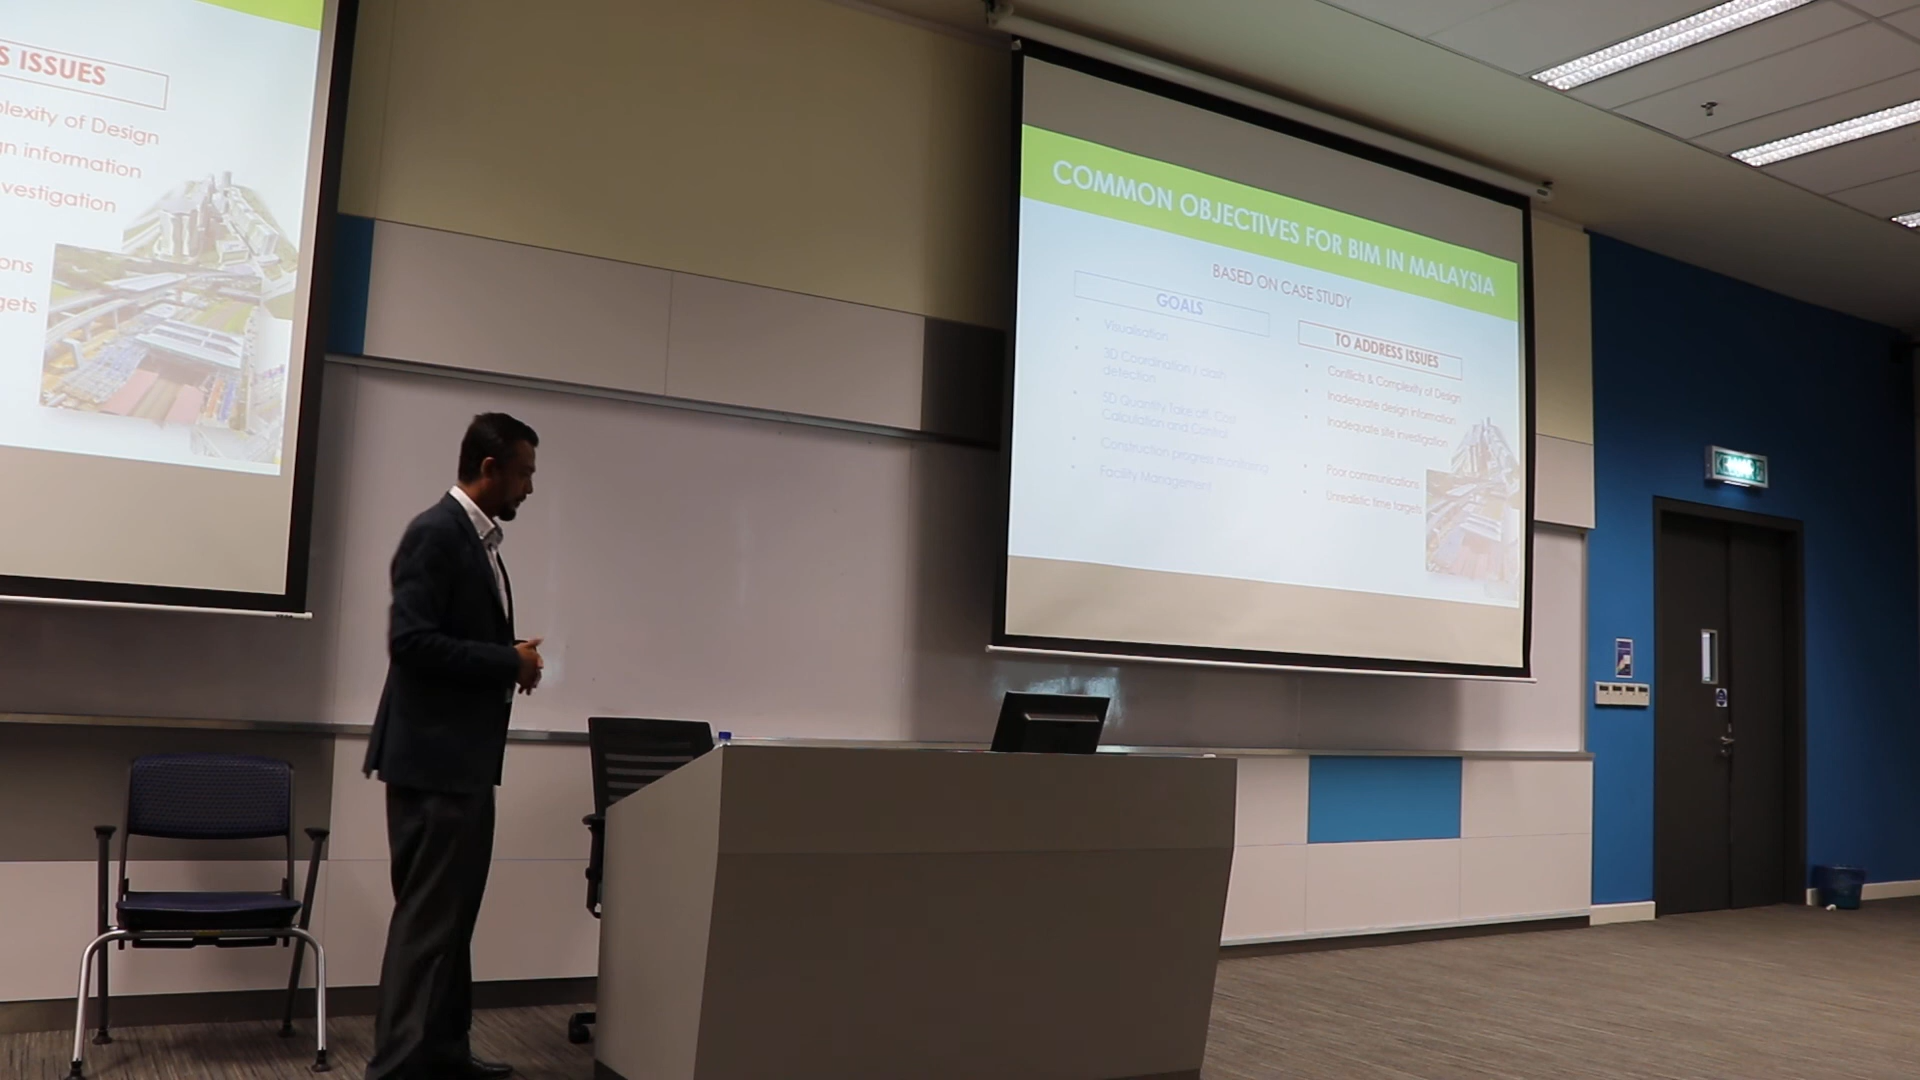 S ISSUES
plexity of Design
gn information
vestigation
ons
gets
COMMON OBJECTIVES FOR BIM IN MALAYSIA
BASED ON CASE STUDY
GOALS
Visualisation
3D Coordination / clash
detection
5D Quantity Take off, Cost
Calculation and Control
Construction progress monitoring
Facility Management
TO ADDRESS ISSUES
Conflicts & Complexity of Design
Inadequate design information
Inadequate site investigation
Poor communications
Unrealistic time targets
KELUAR